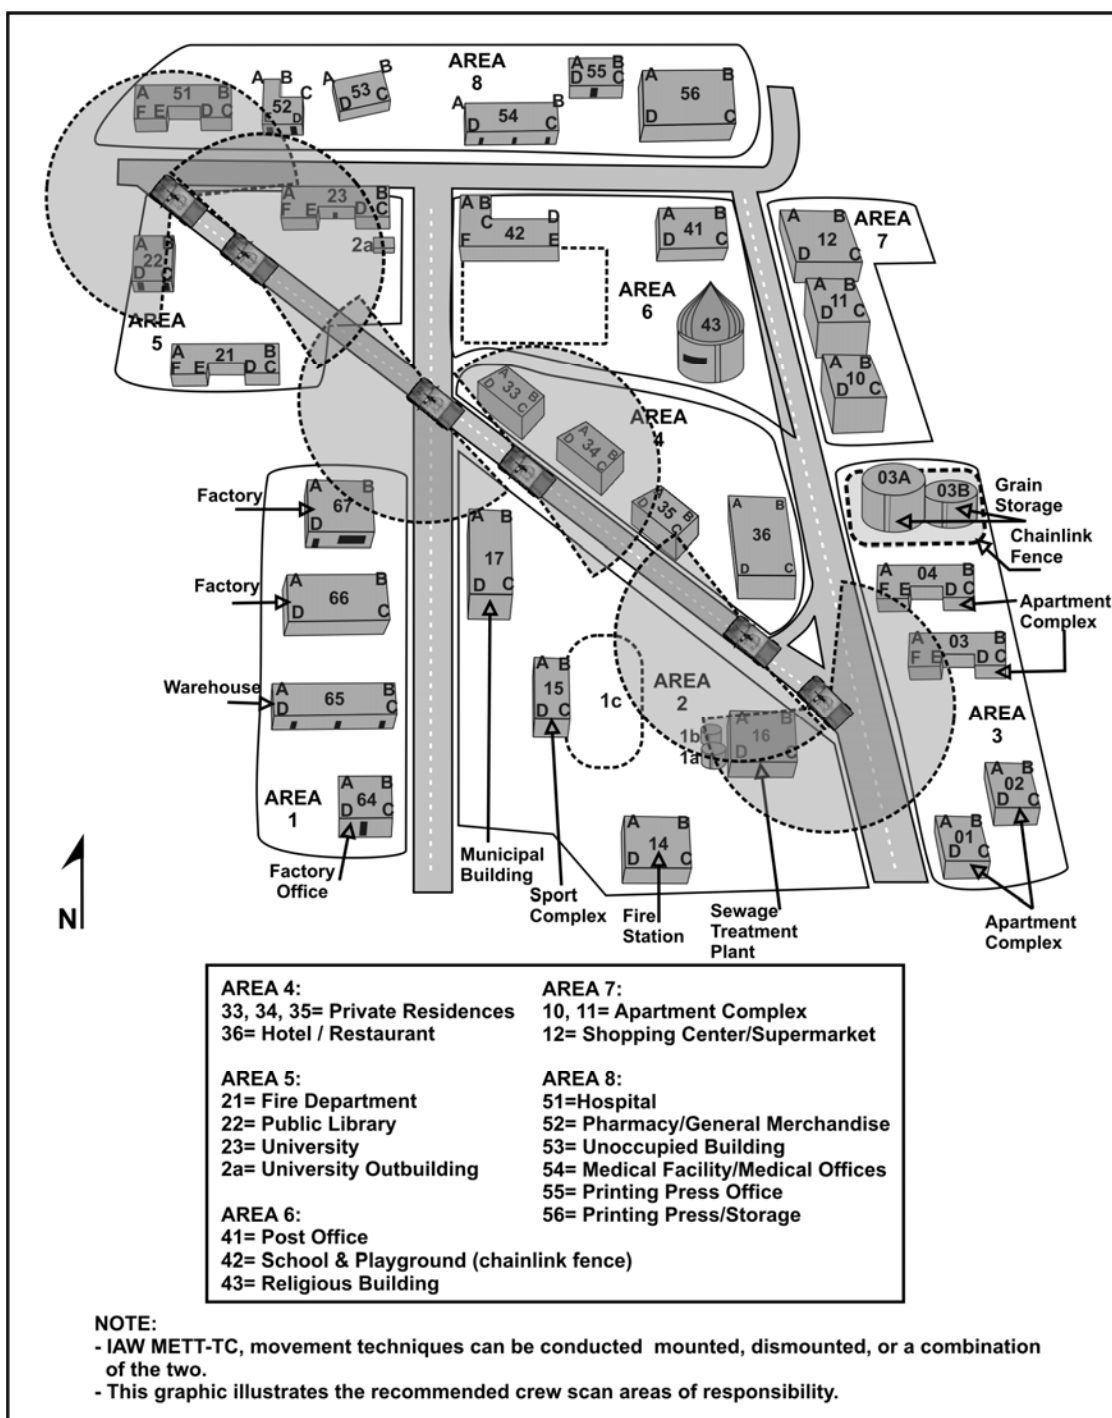 AREA
8
A B
51
F E D C
A B
C
52
D
B
A
53
D C
A B
54
D C
A B
55
D C
A B
56
D C
A B
23
F E D C
2a
A B
22
D C
AREA
5
A B
21
F E D C
A B
C D
42
F E
A B
41
D C
AREA
6
43
A B
12
D C
AREA
7
A B
11
D C
A B
10
D C
A
33
D B
C
AREA
4
A
34
D B
C
A
35
D B
C
A B
36
D C
03A
03B
Grain
Storage
Chainlink
Fence
A B
04
F E D C
Apartment
Complex
A B
03
F E D C
AREA
3
A B
02
D C
A B
01
D C
Apartment
Complex
Factory
A B
67
D
Factory
A B
66
D C
Warehouse
A B
65
D C
AREA
1
A B
64
D C
Factory
Office
A B
17
D C
Municipal
Building
A B
15
D C
1c
Sport
Complex
AREA
2
1b
1a
A B
16
D C
A B
14
D C
Fire
Station
Sewage
Treatment
Plant
N
AREA 4:
33, 34, 35= Private Residences
36= Hotel / Restaurant
AREA 5:
21= Fire Department
22= Public Library
23= University
2a= University Outbuilding
AREA 6:
41= Post Office
42= School & Playground (chainlink fence)
43= Religious Building
AREA 7:
10, 11= Apartment Complex
12= Shopping Center/Supermarket
AREA 8:
51=Hospital
52= Pharmacy/General Merchandise
53= Unoccupied Building
54= Medical Facility/Medical Offices
55= Printing Press Office
56= Printing Press/Storage
NOTE:
- IAW METT-TC, movement techniques can be conducted mounted, dismounted, or a combination
of the two.
- This graphic illustrates the recommended crew scan areas of responsibility.